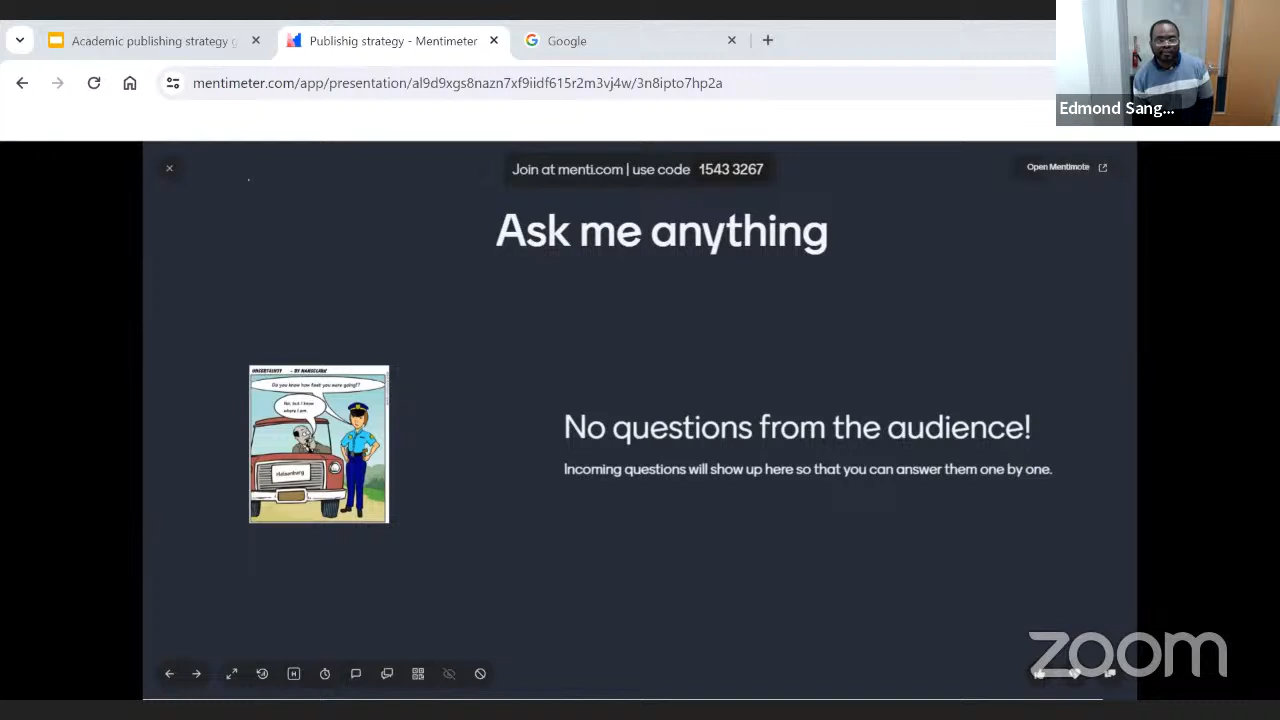 Academic publishing strategy g
Publishig strategy - Mentimeter
Google
mentimeter.com/app/presentation/al9d9xgs8nazn7xf9iidf615r2m3vj4w/3n8ipto7hp2a
Edmond Sang...
Join at menti.com | use code 1543 3267
Open Mentimote
Ask me anything
UNCERTAINTY - BY HANSCLARK
Do you know how fast you were going!?
No, but I know
where I am.
No questions from the audience!
Incoming questions will show up here so that you can answer them one by one.
H
zoom